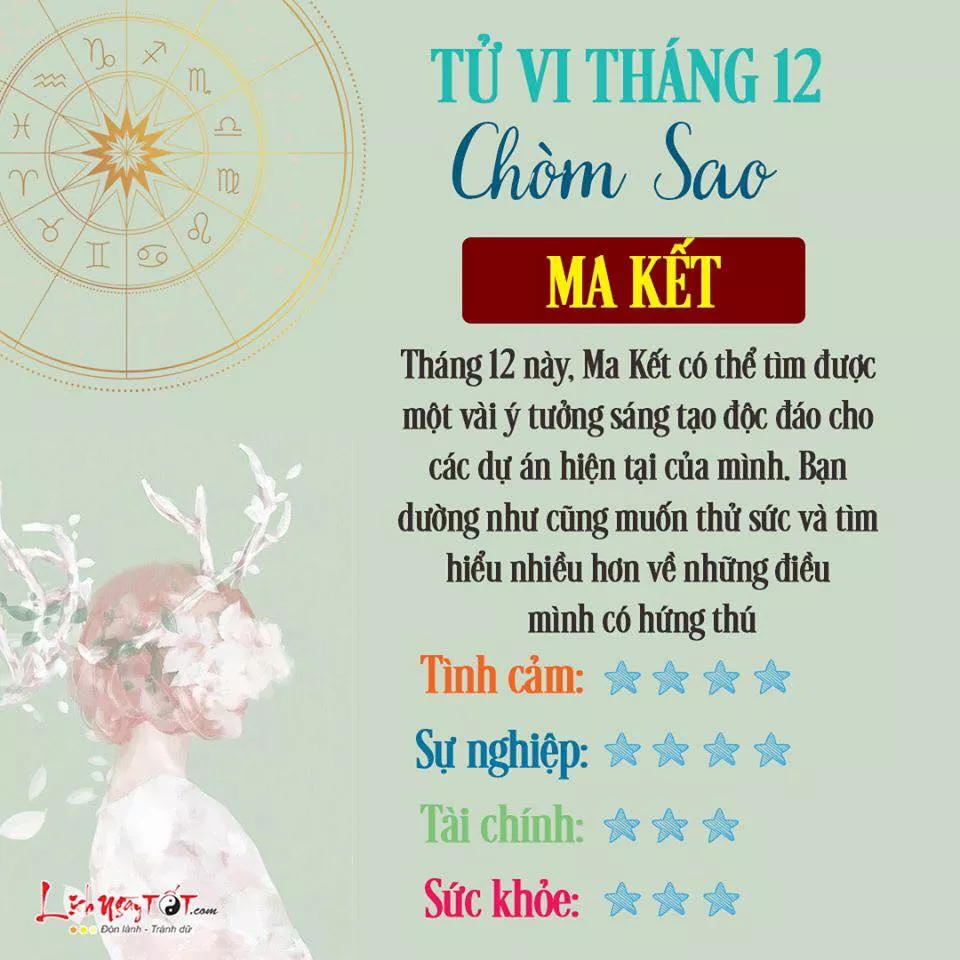 TỬ VI THÁNG 12
Chòm Sao
MA KẾT
Tháng 12 này, Ma Kết có thể tìm được
một vài ý tưởng sáng tạo độc đáo cho
các dự án hiện tại của mình. Bạn
dường như cũng muốn thử sức và tìm
hiểu nhiều hơn về những điều
mình có hứng thú
Tình cảm:
Sự nghiệp:
Tài chính:
Sức khỏe:
Lịch Ngày TỐT.com
Đón lành - Tránh dữ